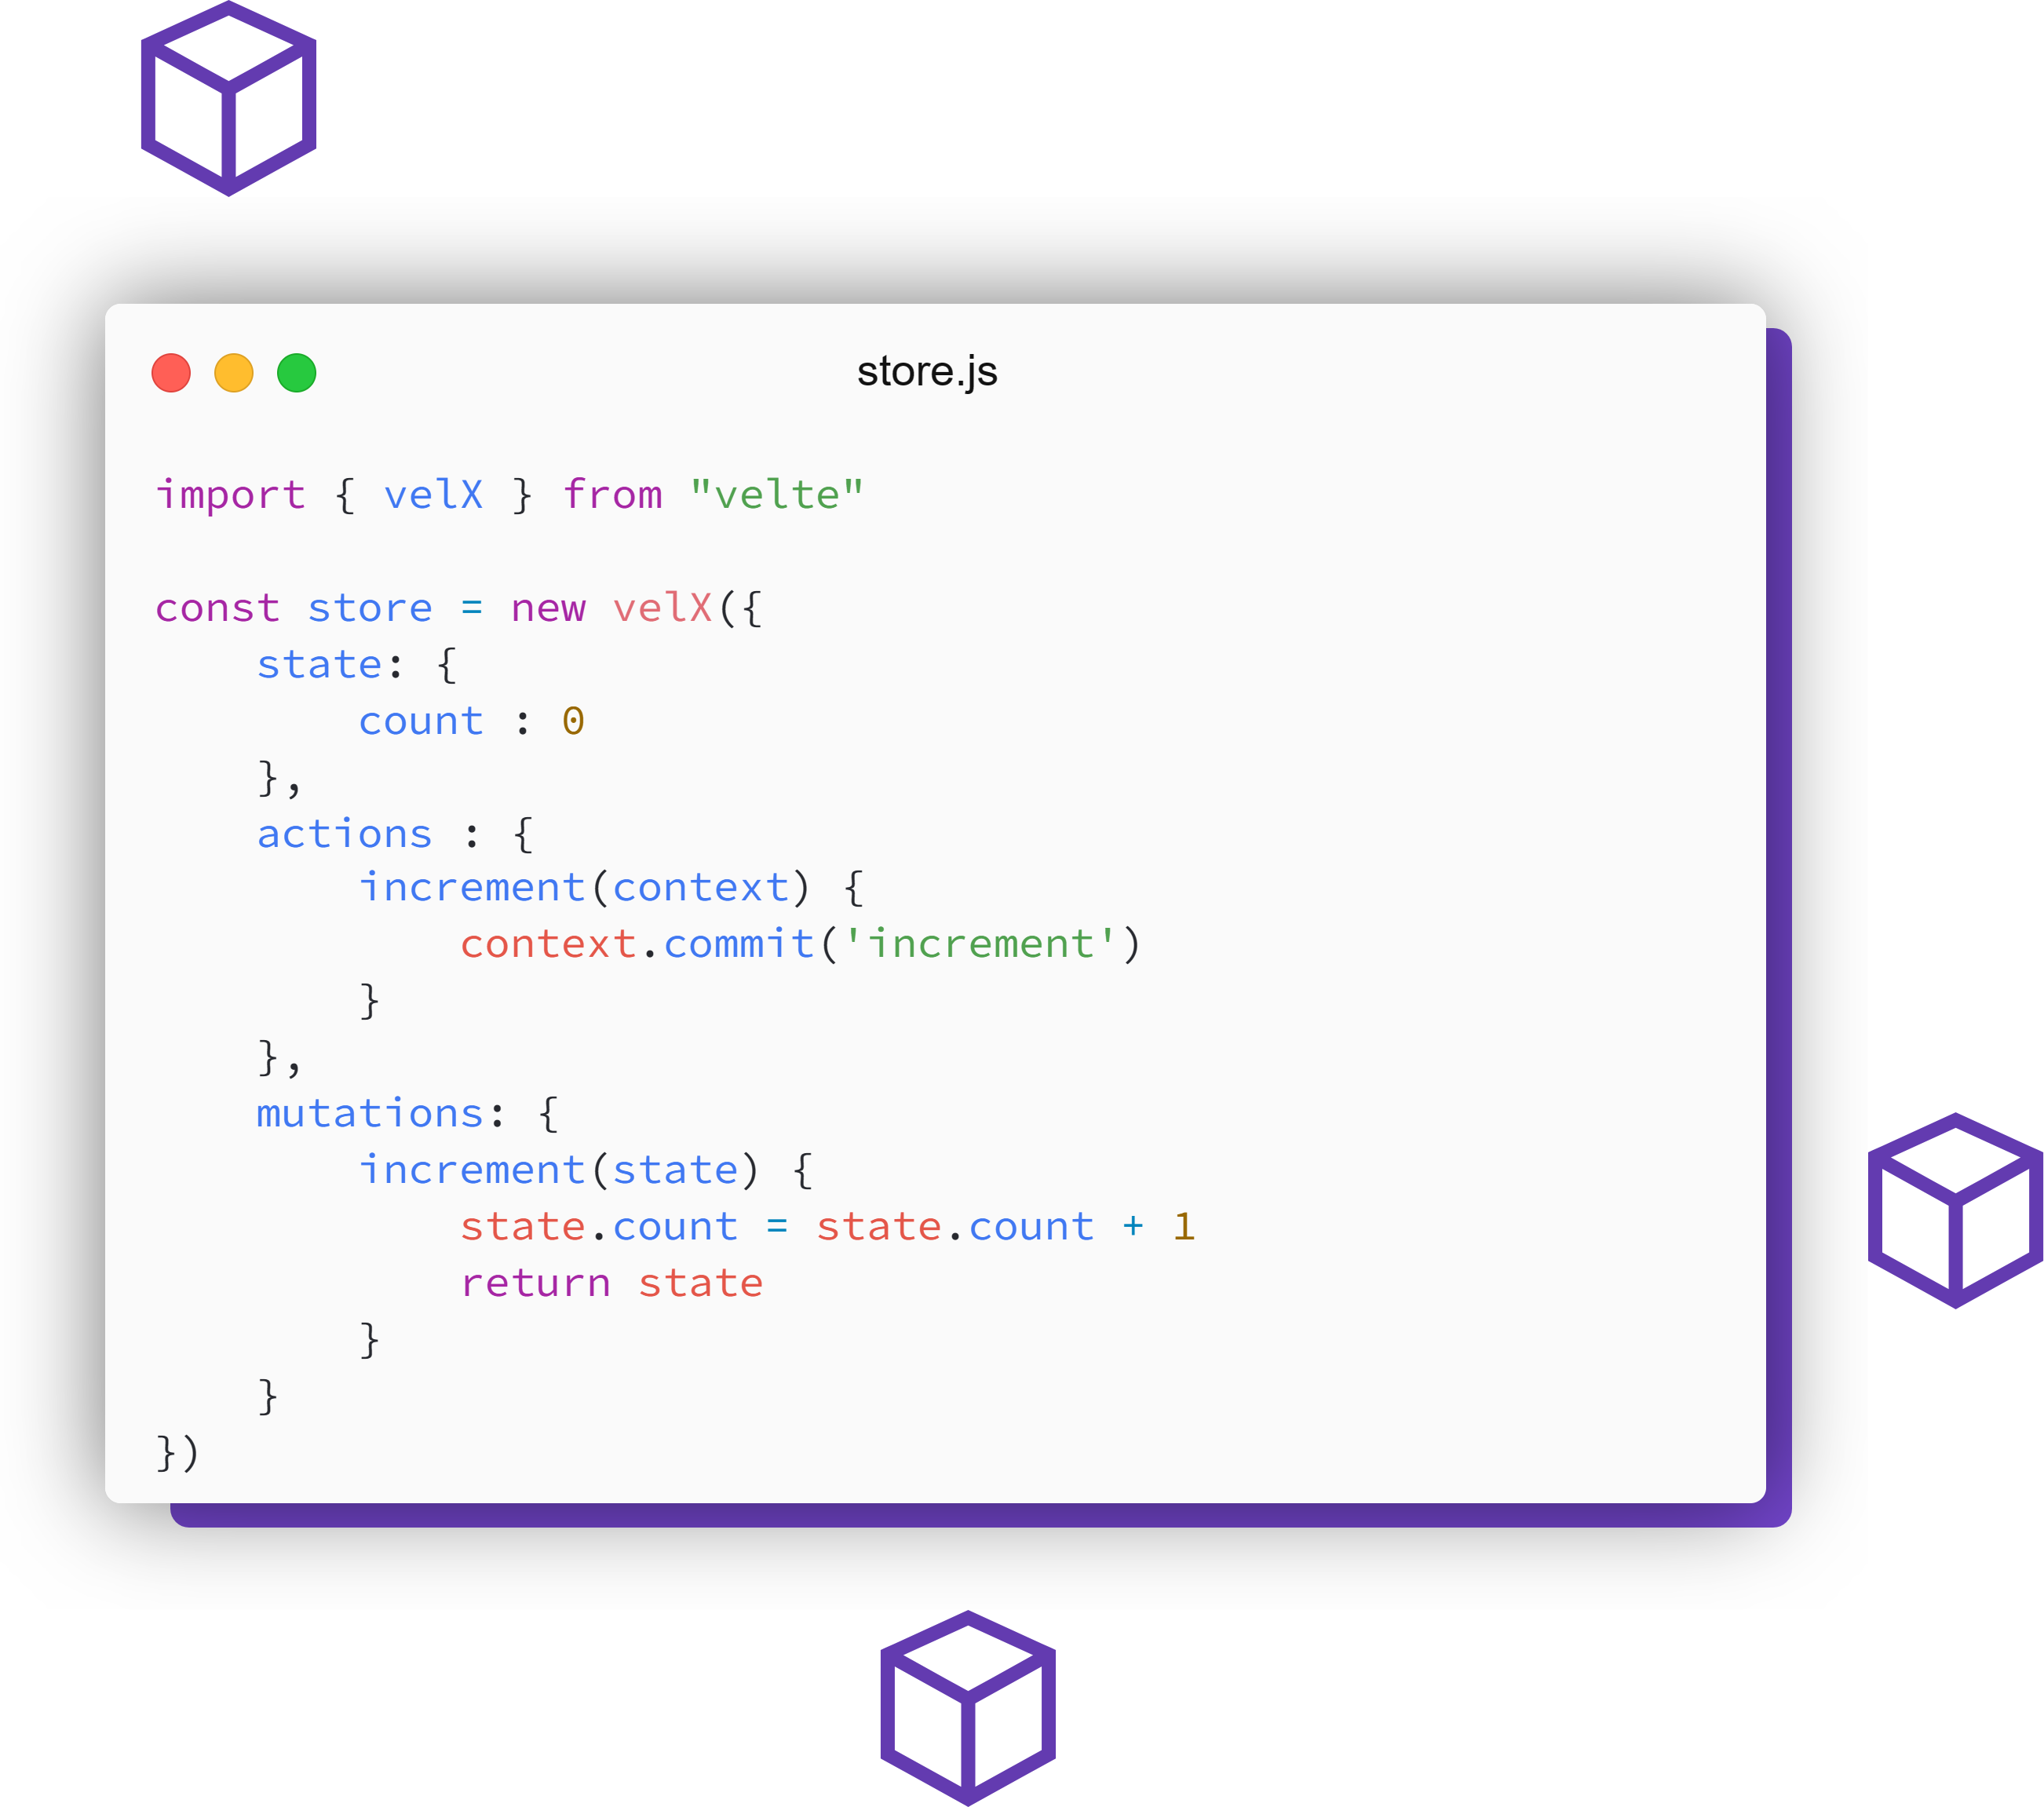 store.js
import { velX } from "velte"
const store = new velX({
    state: {
        count : 0
    },
    actions : {
        increment(context) {
            context.commit('increment')
        }
    },
    mutations: {
        increment(state) {
            state.count = state.count + 1
            return state
        }
    }
})